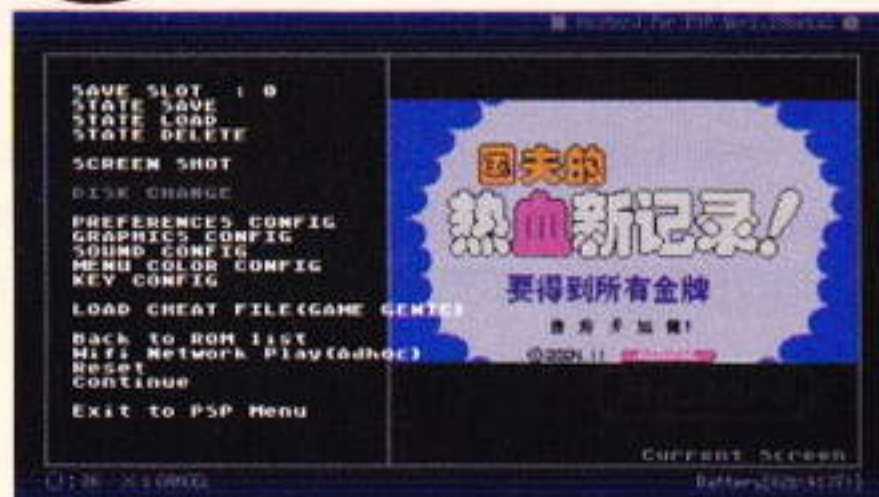 SAVE SLOT : 0
STATE SAVE
STATE LOAD
STATE DELETE
SCREEN SHOT
DISK CHANGE
PREFERENCES CONFIG
GRAPHICS CONFIG
SOUND CONFIG
MENU COLOR CONFIG
KEY CONFIG
LOAD CHEAT FILE(GAME GENIE)
Back to ROM list
Wifi Network Play(Adhoc)
Reset
Continue
Exit to PSP Menu
国夫的
热血新记录!
要得到所有金牌
Current Screen